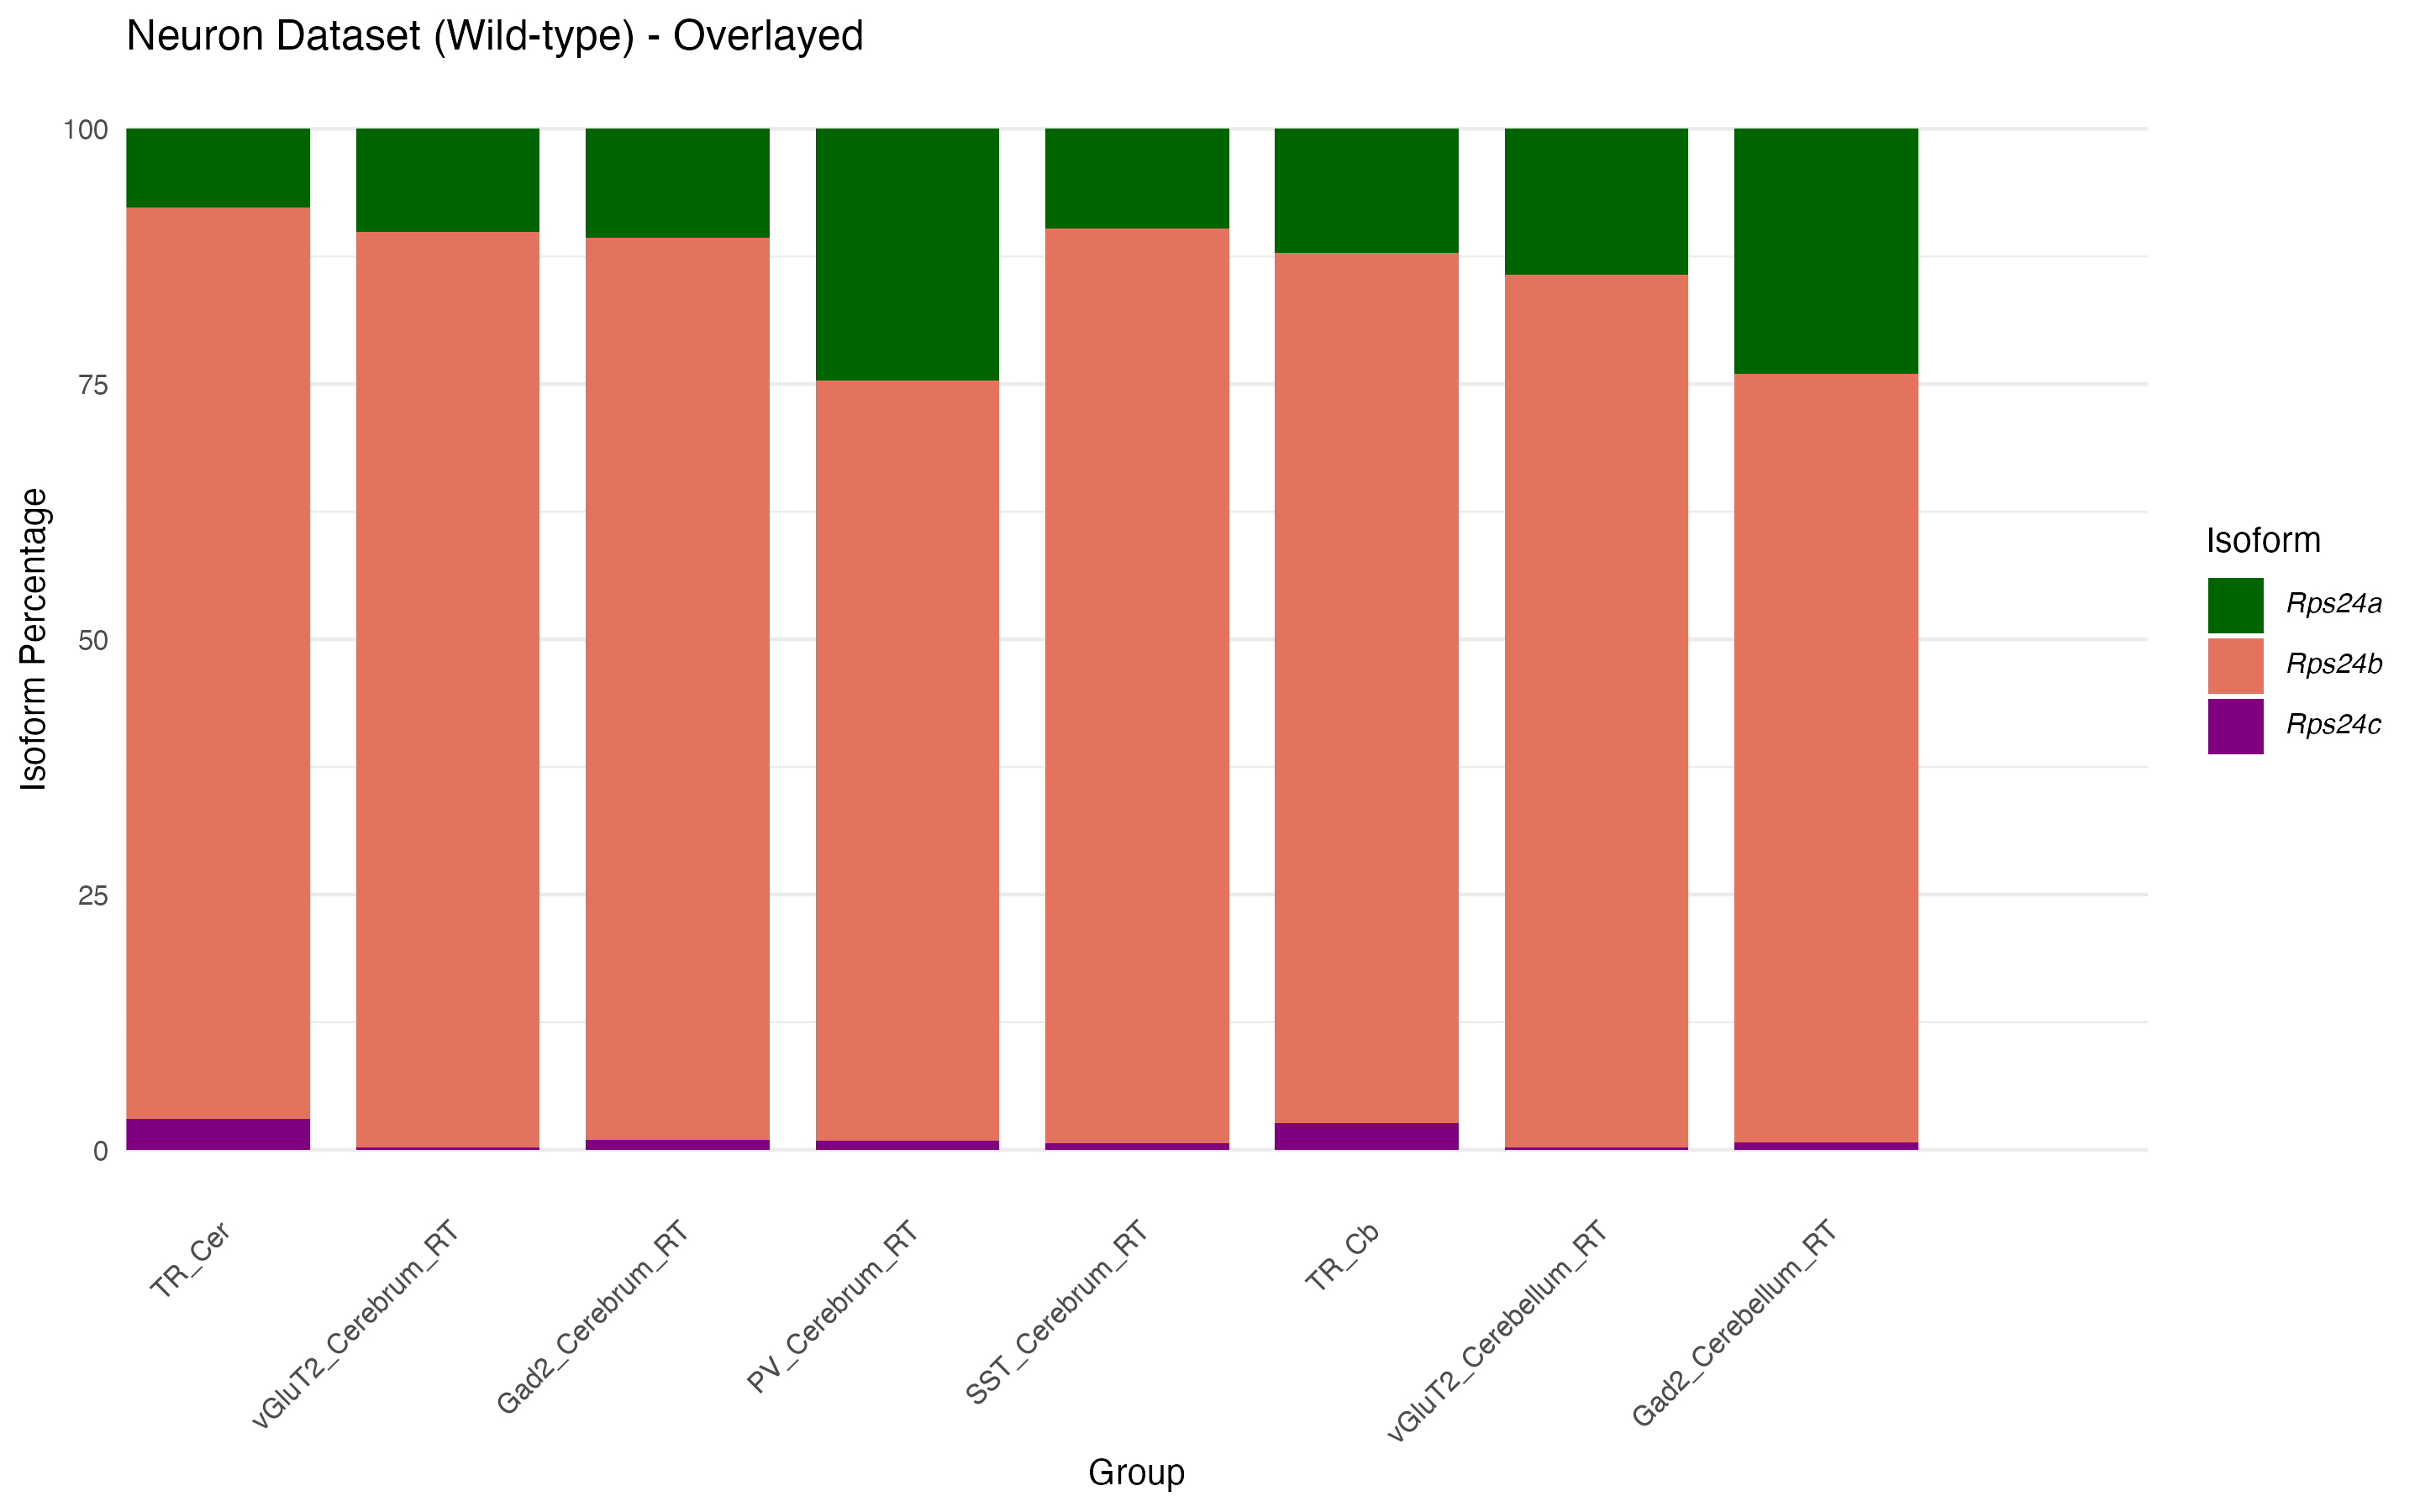 Neuron Dataset (Wild-type) - Overlayed
100
75
50
25
0
Isoform Percentage
TR_Cer
vGluT2_Cerebrum_RT
Gad2_Cerebrum_RT
PV_Cerebrum_RT
SST_Cerebrum_RT
TR_Cb
vGluT2_Cerebellum_RT
Gad2_Cerebellum_RT
Group
Isoform
Rps24a
Rps24b
Rps24c